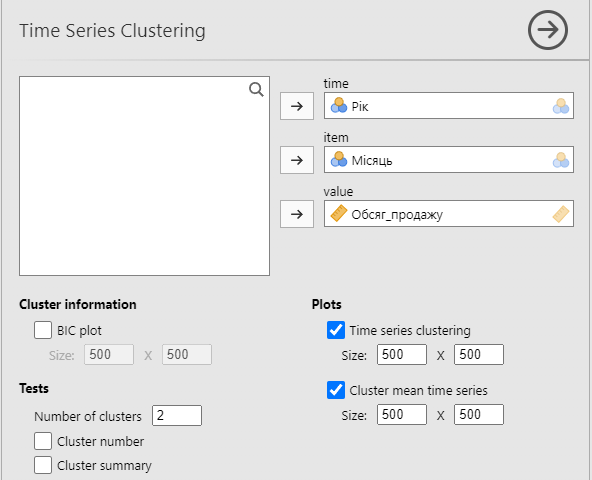 Time Series Clustering
time
Рік
item
Місяць
value
Обсяг_продажу
Cluster information
BIC plot
Size: 500 X 500
Tests
Number of clusters 2
Cluster number
Cluster summary
Plots
Time series clustering
Size: 500 X 500
Cluster mean time series
Size: 500 X 500